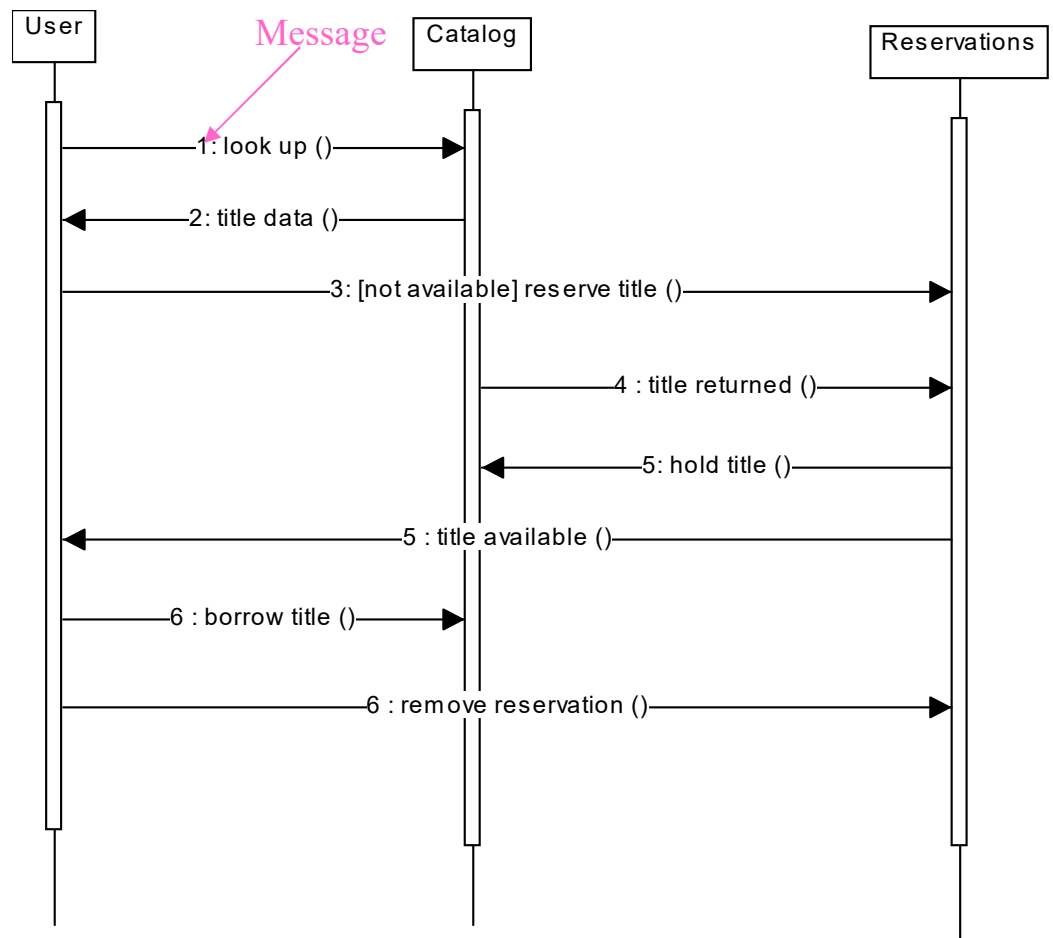 User
Message
Catalog
Reservations
1: look up ()
2: title data ()
3: [not available] reserve title ()
4 : title returned ()
5: hold title ()
5 : title available ()
6 : borrow title ()
6 : remove reservation ()